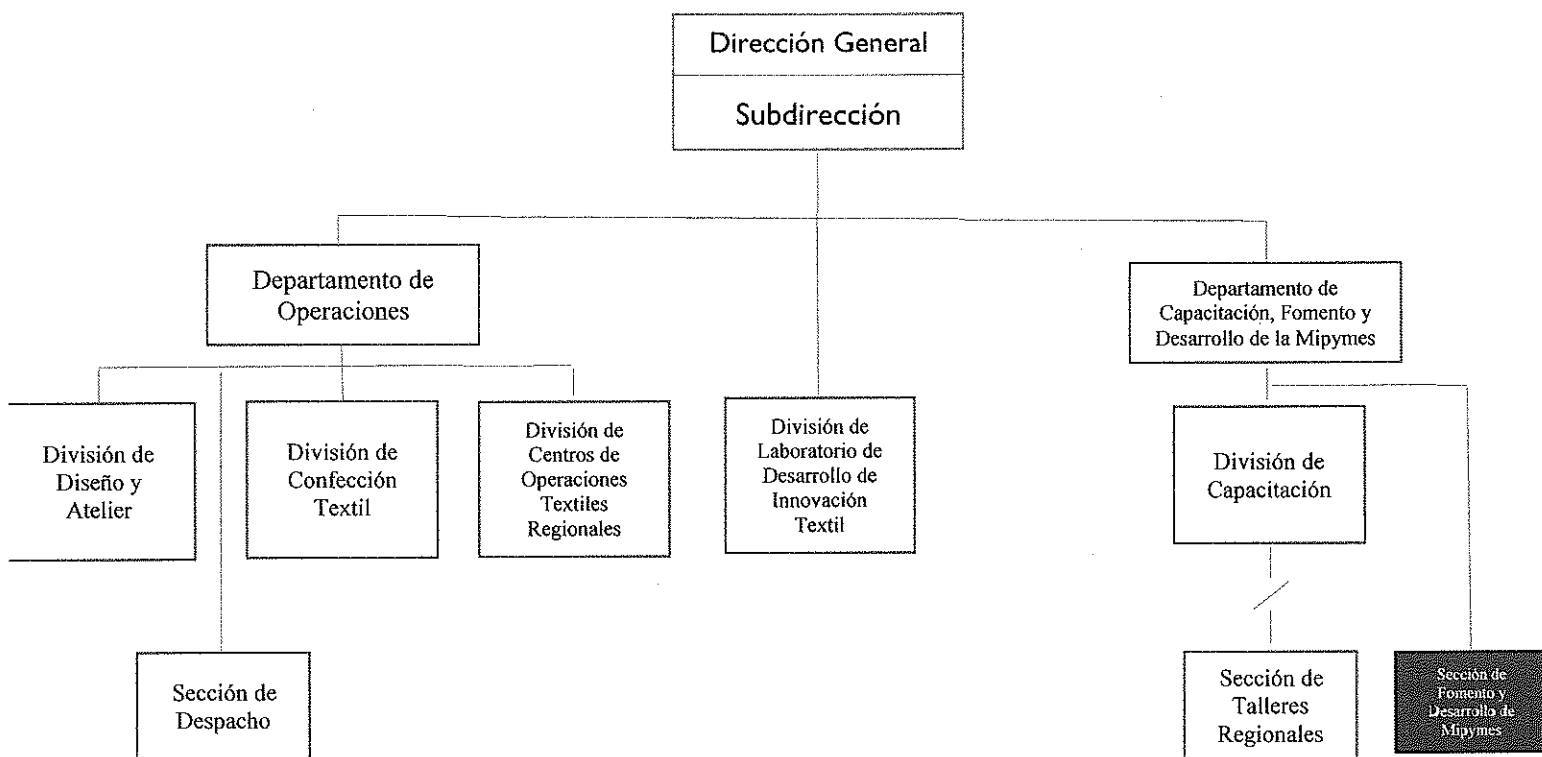 Dirección General
Subdirección
Departamento de
Operaciones
Departamento de
Capacitación, Fomento y
Desarrollo de la Mipymes
División de
Diseño y
Atelier
División de
Confección
Textil
División de
Centros de
Operaciones
Textiles
Regionales
División de
Laboratorio de
Desarrollo de
Innovación
Textil
División de
Capacitación
Sección de
Despacho
Sección de
Talleres
Regionales
Sección de
Fomento y
Desarrollo de
Mipymes